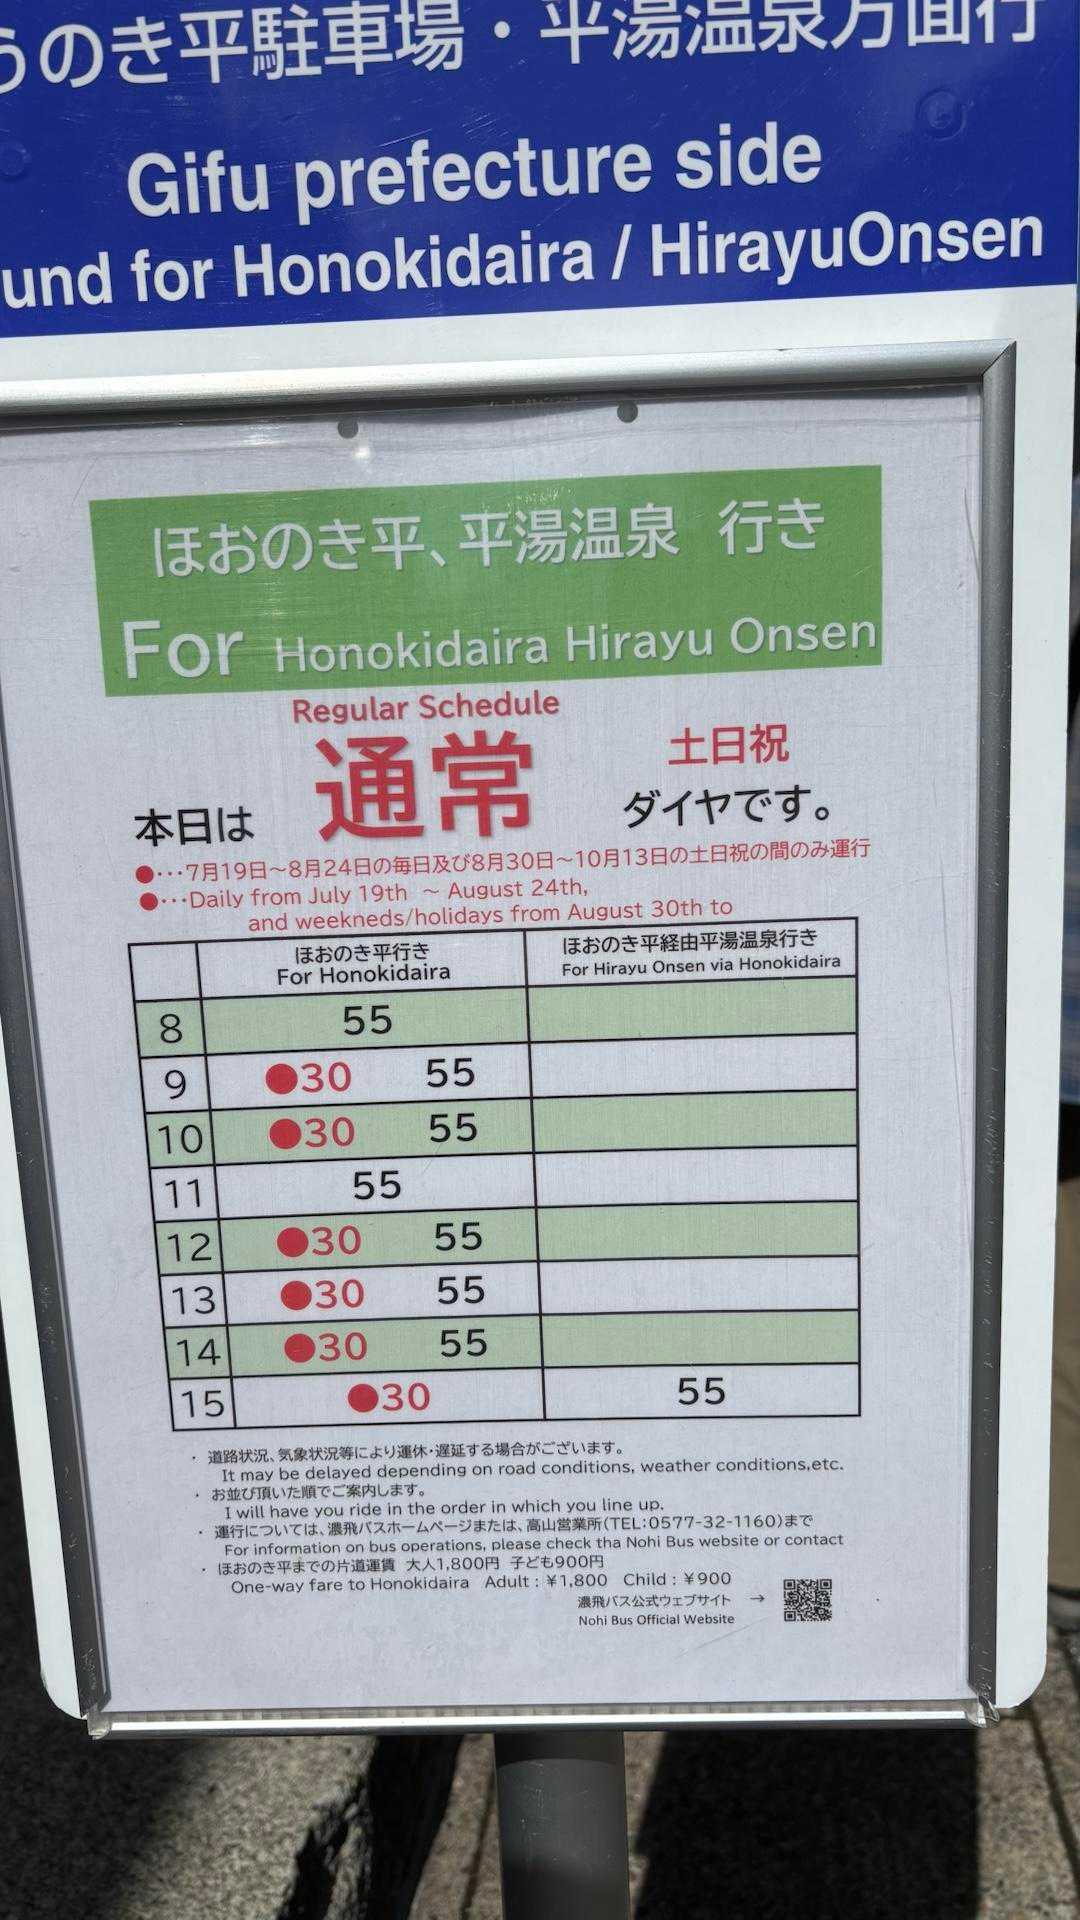 うのき平駐車場・平湯温泉方面行
Gifu prefecture side
und for Honokidaira / HirayuOnsen
ほおのき平、平湯温泉 行き
For Honokidaira Hirayu Onsen
Regular Schedule
本日は 通常 土日祝 ダイヤです。
●･･･7月19日～8月24日の毎日及び8月30日～10月13日の土日祝の間のみ運行
●･･･Daily from July 19th ～ August 24th,
and weekneds/holidays from August 30th to
ほおのき平行き ほおのき平経由平湯温泉行き
For Honokidaira For Hirayu Onsen via Honokidaira
8 55
9 ●30 55
10 ●30 55
11 55
12 ●30 55
13 ●30 55
14 ●30 55
15 ●30 55
・ 道路状況、気象状況等により運休・遅延する場合がございます。
It may be delayed depending on road conditions, weather conditions,etc.
・ お並び頂いた順でご案内します。
I will have you ride in the order in which you line up.
・ 運行については、濃飛バスホームページまたは、高山営業所(TEL:0577-32-1160)まで
For information on bus operations, please check tha Nohi Bus website or contact
・ ほおのき平までの片道運賃 大人1,800円 子ども900円
One-way fare to Honokidaira Adult : ¥1,800 Child : ¥900
濃飛バス公式ウェブサイト →
Nohi Bus Official Website